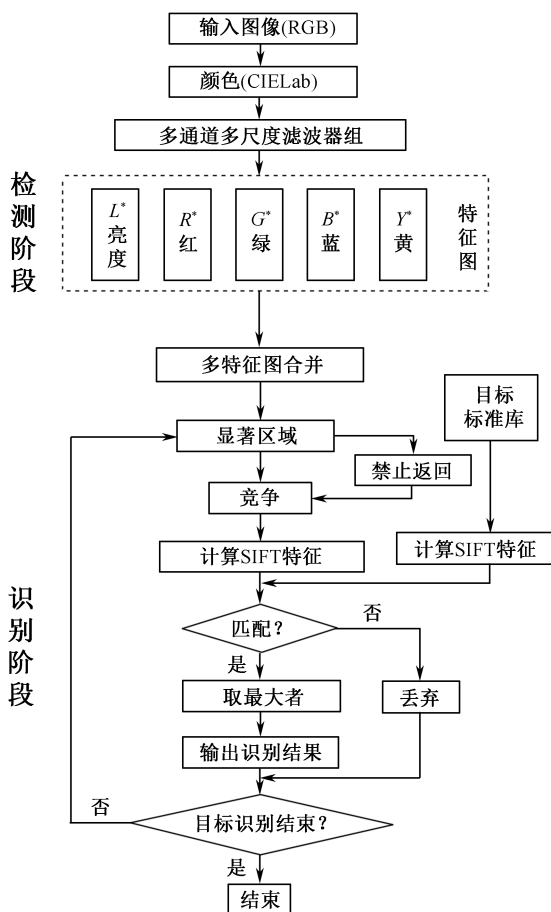 输入图像(RGB)
颜色(CIELab)
多通道多尺度滤波器组
检测阶段
L*
亮度
R*
红
G*
绿
B*
蓝
Y*
黄
特征图
多特征图合并
目标
标准库
显著区域
禁止返回
竞争
计算SIFT特征
计算SIFT特征
识别阶段
匹配？
否
是
取最大者
丢弃
输出识别结果
否
目标识别结束？
是
结束